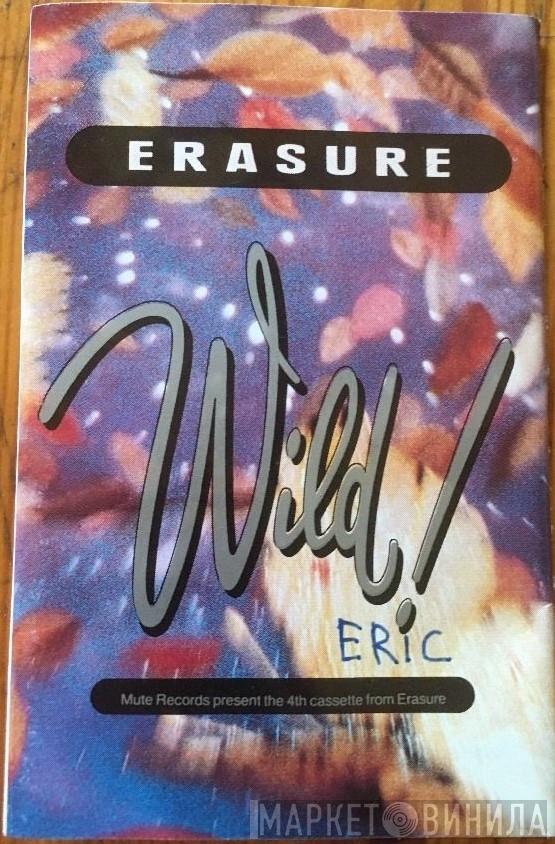 ERASURE
Wild!
ERIC
Mute Records present the 4th cassette from Erasure
МАРКЕТ ВИНИЛА